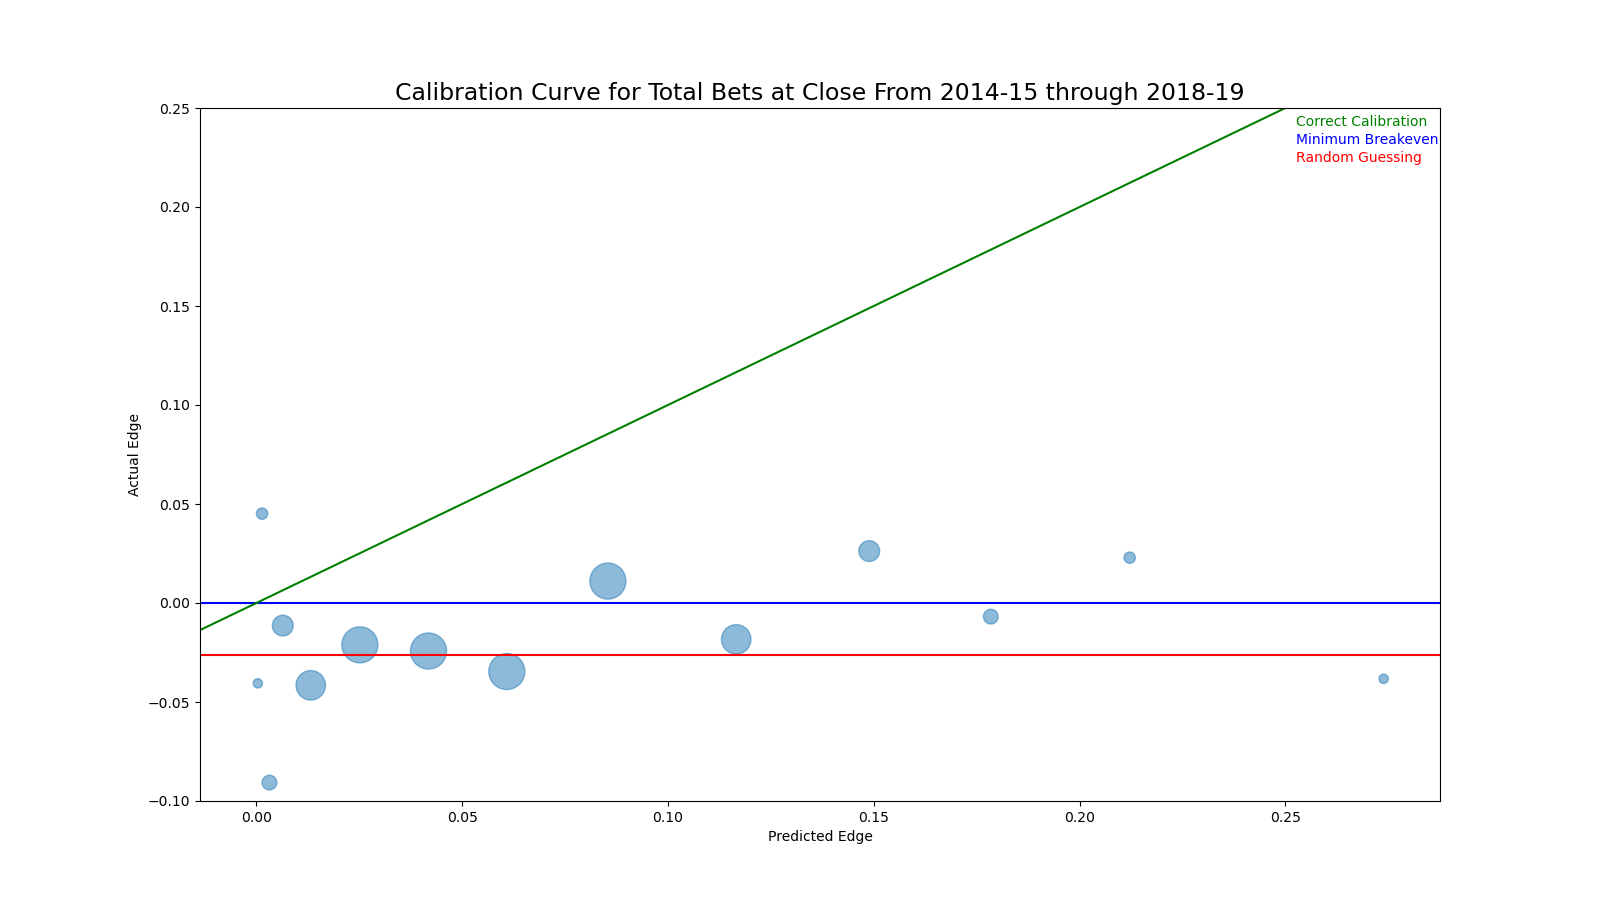 Calibration Curve for Total Bets at Close From 2014-15 through 2018-19
Correct Calibration
Minimum Breakeven
Random Guessing
0.25
0.20
0.15
0.10
0.05
0.00
−0.05
−0.10
Actual Edge
0.00 0.05 0.10 0.15 0.20 0.25
Predicted Edge